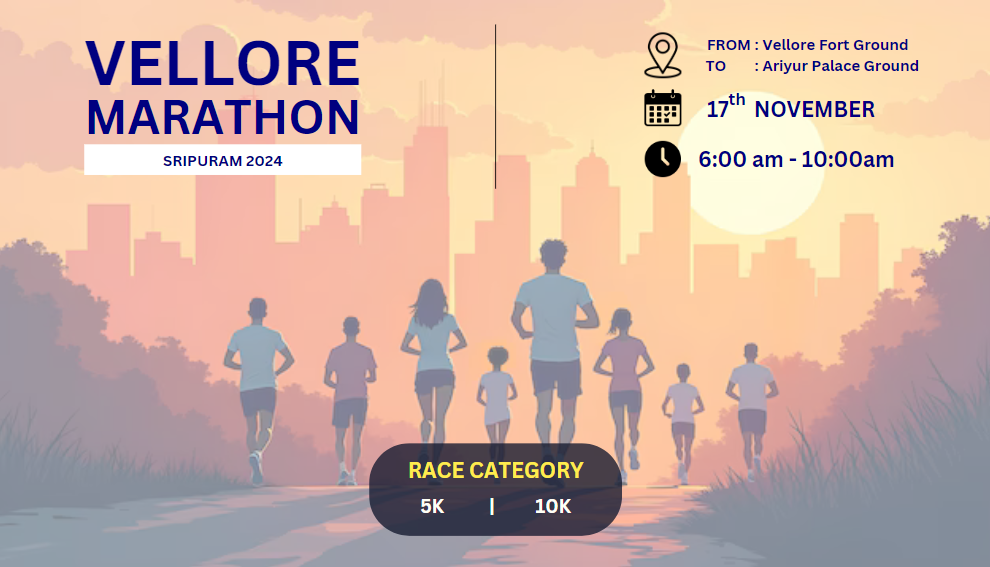 VELLORE
MARATHON
SRIPURAM 2024
FROM : Vellore Fort Ground
TO : Ariyur Palace Ground
17th NOVEMBER
6:00 am - 10:00am
RACE CATEGORY
5K | 10K